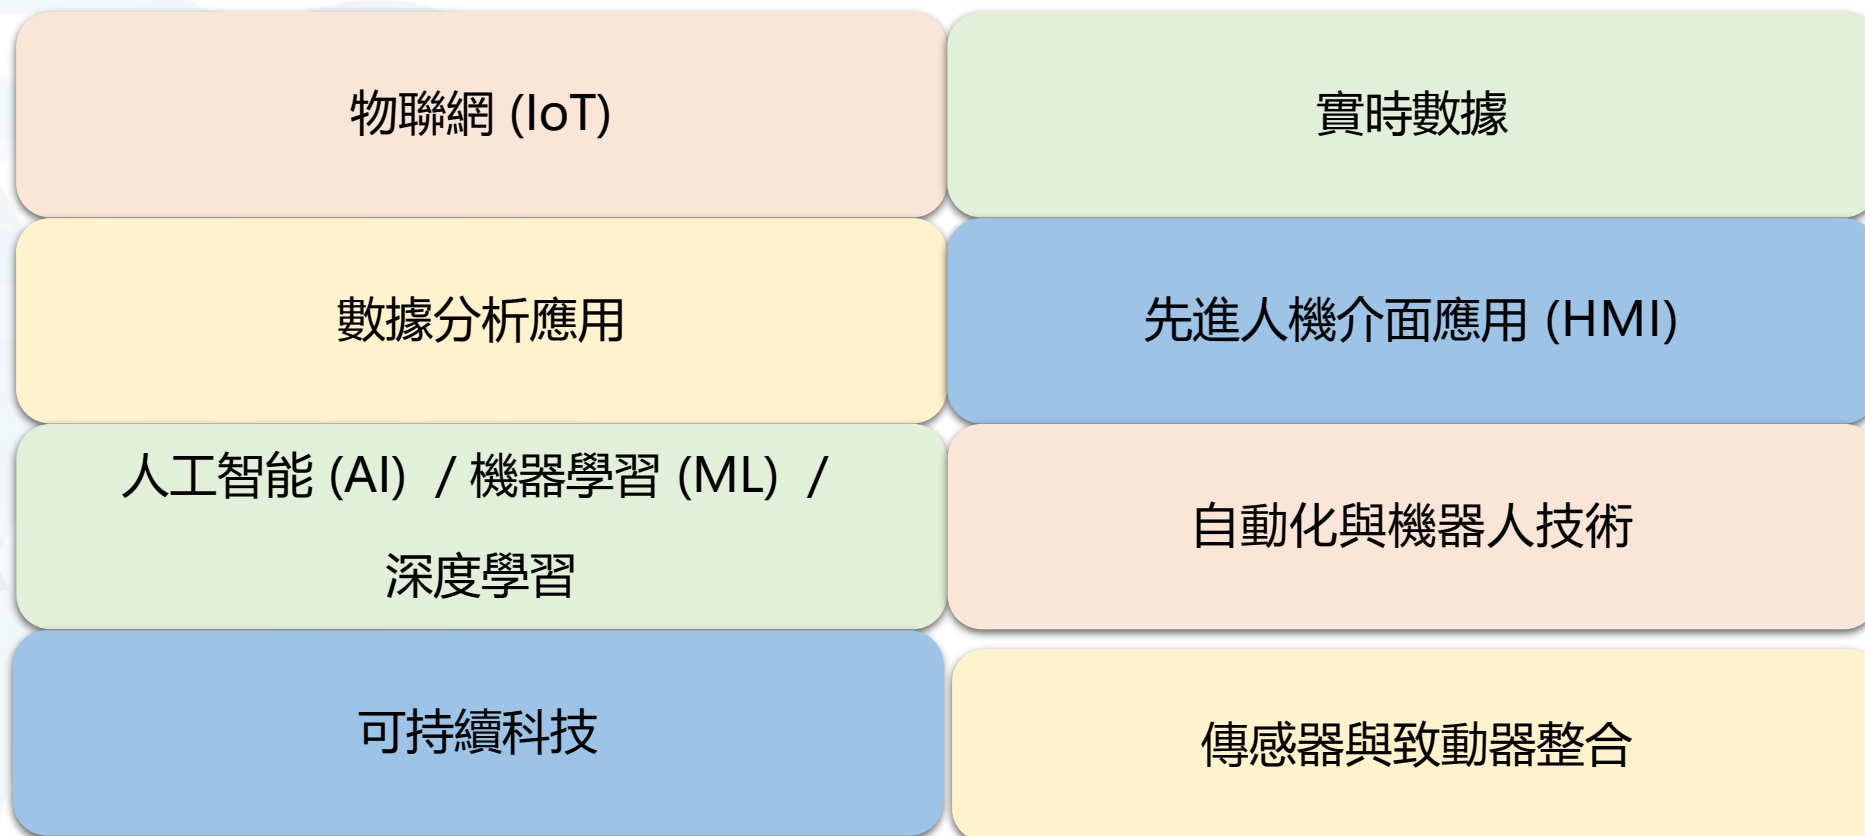 物聯網 (IoT)
實時數據
數據分析應用
先進人機介面應用 (HMI)
人工智能 (AI) / 機器學習 (ML) /
深度學習
自動化與機器人技術
可持續科技
傳感器與致動器整合